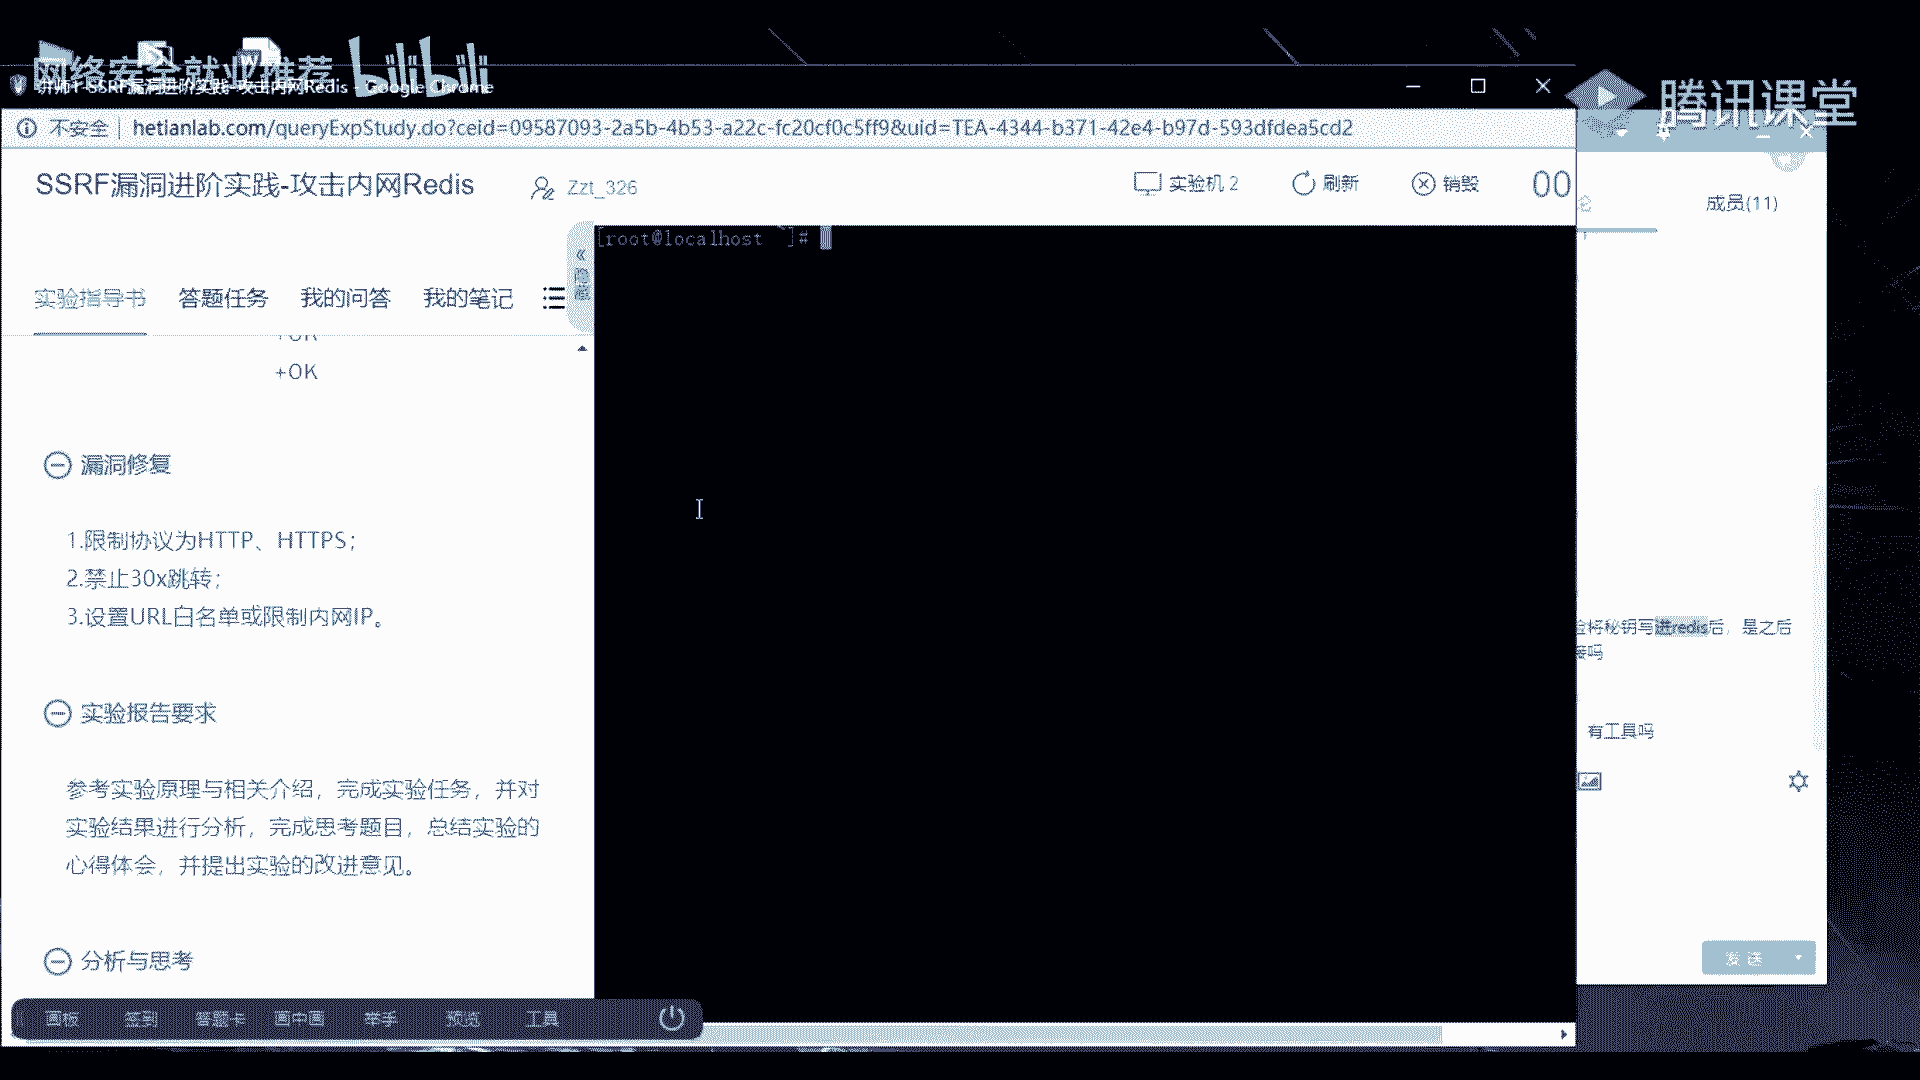 网络安全就业推荐 bilibili
讲师1-SSRF漏洞进阶实践-攻击内网Redis - Google Chrome
腾讯课堂
不安全 | hetianlab.com/queryExpStudy.do?ceid=09587093-2a5b-4b53-a22c-fc20cf0c5ff9&uid=TEA-4344-b371-42e4-b97d-593dfdea5cd2
SSRF漏洞进阶实践-攻击内网Redis
Zzt_326
实验机 2
刷新
销毁
00
成员(11)
[root@localhost ~]#
« 隐藏
实验指导书 答题任务 我的问答 我的笔记
+OK
+OK
漏洞修复
1.限制协议为HTTP、HTTPS；
2.禁止30x跳转；
3.设置URL白名单或限制内网IP。
将秘钥写进redis后，是之后
吗
实验报告要求
有工具吗
参考实验原理与相关介绍，完成实验任务，并对
实验结果进行分析，完成思考题目，总结实验的
心得体会，并提出实验的改进意见。
分析与思考
发送
画板 签到 答题卡 画中画 举手 预览 工具